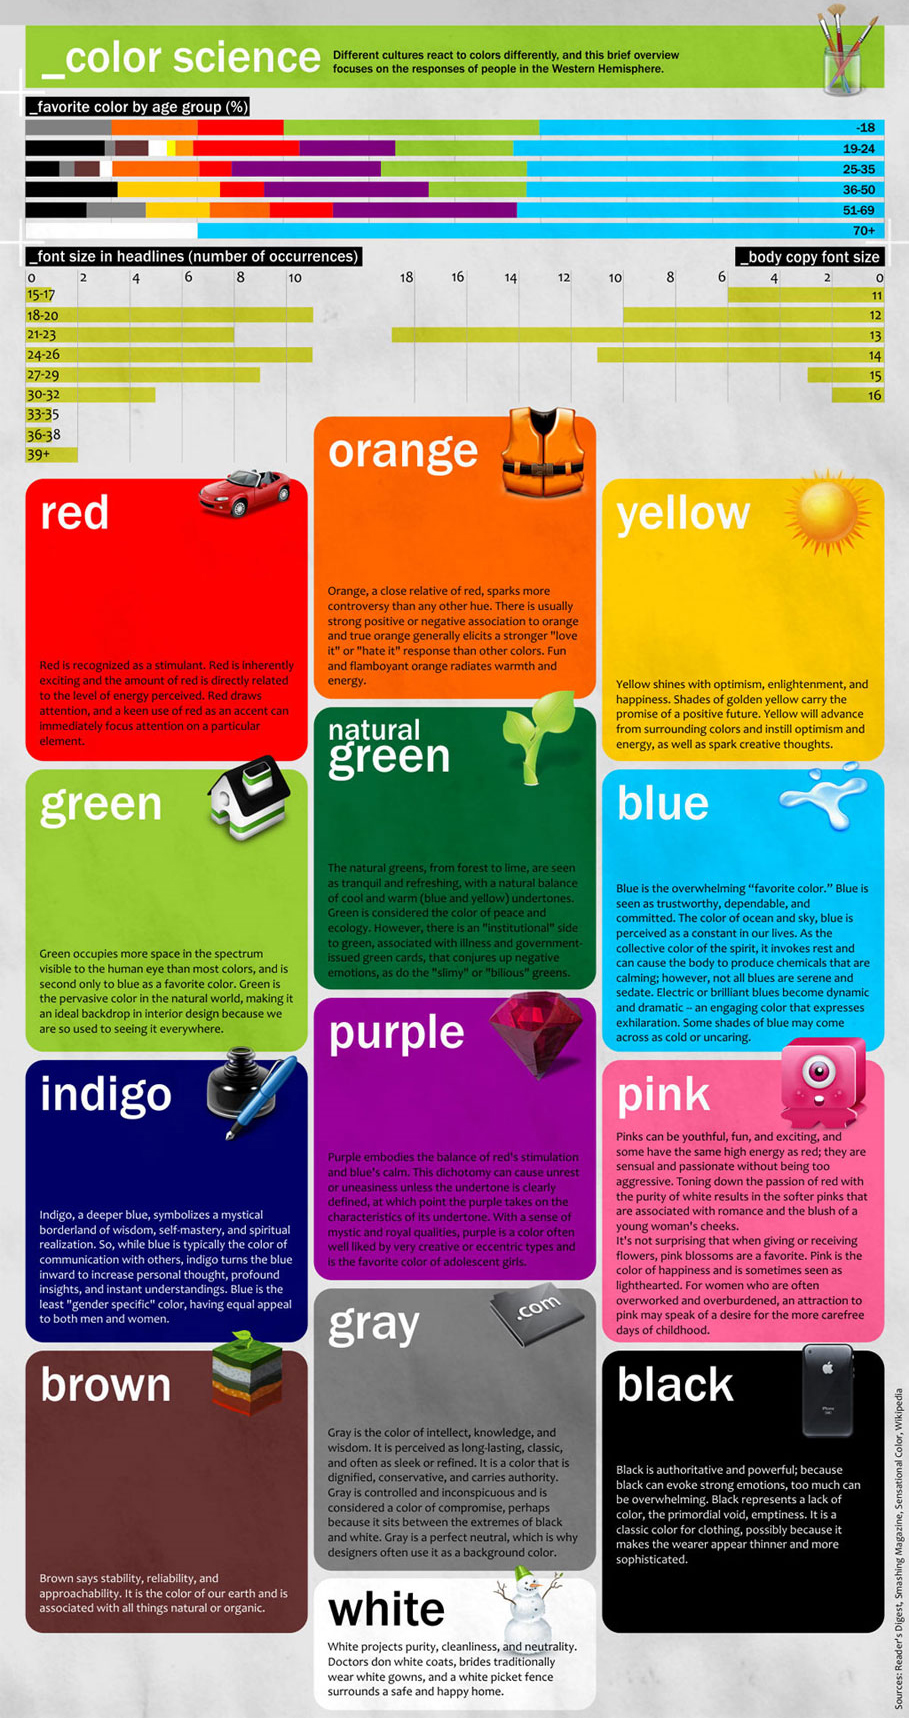 _color science
Different cultures react to colors differently, and this brief overview
focuses on the responses of people in the Western Hemisphere.
_favorite color by age group (%)
-18
19-24
25-35
36-50
51-69
70+
_font size in headlines (number of occurrences)
_body copy font size
0 2 4 6 8 10 18 16 14 12 10 8 6 4 2 0
15-17 11
18-20 12
21-23 13
24-26 14
27-29 15
30-32 16
33-35
36-38
39+
orange
Orange, a close relative of red, sparks more
controversy than any other hue. There is usually
strong positive or negative association to orange
and true orange generally elicits a stronger "love
it" or "hate it" response than other colors. Fun
and flamboyant orange radiates warmth and
energy.
red
Red is recognized as a stimulant. Red is inherently
exciting and the amount of red is directly related
to the level of energy perceived. Red draws
attention, and a keen use of red as an accent can
immediately focus attention on a particular
element.
yellow
Yellow shines with optimism, enlightenment, and
happiness. Shades of golden yellow carry the
promise of a positive future. Yellow will advance
from surrounding colors and instill optimism and
energy, as well as spark creative thoughts.
natural
green
The natural greens, from forest to lime, are seen
as tranquil and refreshing, with a natural balance
of cool and warm (blue and yellow) undertones.
Green is considered the color of peace and
ecology. However, there is an "institutional" side
to green, associated with illness and government-
issued green cards, that conjures up negative
emotions, as do the "slimy" or "bilious" greens.
green
Green occupies more space in the spectrum
visible to the human eye than most colors, and is
second only to blue as a favorite color. Green is
the pervasive color in the natural world, making it
an ideal backdrop in interior design because we
are so used to seeing it everywhere.
blue
Blue is the overwhelming “favorite color.” Blue is
seen as trustworthy, dependable, and
committed. The color of ocean and sky, blue is
perceived as a constant in our lives. As the
collective color of the spirit, it invokes rest and
can cause the body to produce chemicals that are
calming; however, not all blues are serene and
sedate. Electric or brilliant blues become dynamic
and dramatic – an engaging color that expresses
exhilaration. Some shades of blue may come
across as cold or uncaring.
purple
Purple embodies the balance of red's stimulation
and blue's calm. This dichotomy can cause unrest
or uneasiness unless the undertone is clearly
defined, at which point the purple takes on the
characteristics of its undertone. With a sense of
mystic and royal qualities, purple is a color often
well liked by very creative or eccentric types and
is the favorite color of adolescent girls.
indigo
Indigo, a deeper blue, symbolizes a mystical
borderland of wisdom, self-mastery, and spiritual
realization. So, while blue is typically the color of
communication with others, indigo turns the blue
inward to increase personal thought, profound
insights, and instant understandings. Blue is the
least "gender specific" color, having equal appeal
to both men and women.
pink
Pinks can be youthful, fun, and exciting, and
some have the same high energy as red; they are
sensual and passionate without being too
aggressive. Toning down the passion of red with
the purity of white results in the softer pinks that
are associated with romance and the blush of a
young woman's cheeks.
It's not surprising that when giving or receiving
flowers, pink blossoms are a favorite. Pink is the
color of happiness and is sometimes seen as
lighthearted. For women who are often
overworked and overburdened, an attraction to
pink may speak of a desire for the more carefree
days of childhood.
gray
.com
Gray is the color of intellect, knowledge, and
wisdom. It is perceived as long-lasting, classic,
and often as sleek or refined. It is a color that is
dignified, conservative, and carries authority.
Gray is controlled and inconspicuous and is
considered a color of compromise, perhaps
because it sits between the extremes of black
and white. Gray is a perfect neutral, which is why
designers often use it as a background color.
brown
Brown says stability, reliability, and
approachability. It is the color of our earth and is
associated with all things natural or organic.
black
iPhone
Black is authoritative and powerful; because
black can evoke strong emotions, too much can
be overwhelming. Black represents a lack of
color, the primordial void, emptiness. It is a
classic color for clothing, possibly because it
makes the wearer appear thinner and more
sophisticated.
white
White projects purity, cleanliness, and neutrality.
Doctors don white coats, brides traditionally
wear white gowns, and a white picket fence
surrounds a safe and happy home.
Sources: Reader's Digest, Smashing Magazine, Sensational Color, Wikipedia